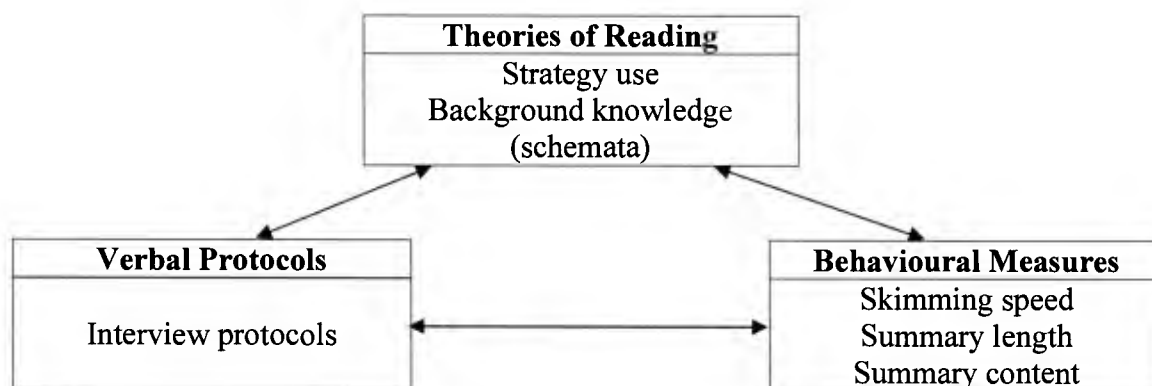 Theories of Reading
Strategy use
Background knowledge
(schemata)
Verbal Protocols
Interview protocols
Behavioural Measures
Skimming speed
Summary length
Summary content